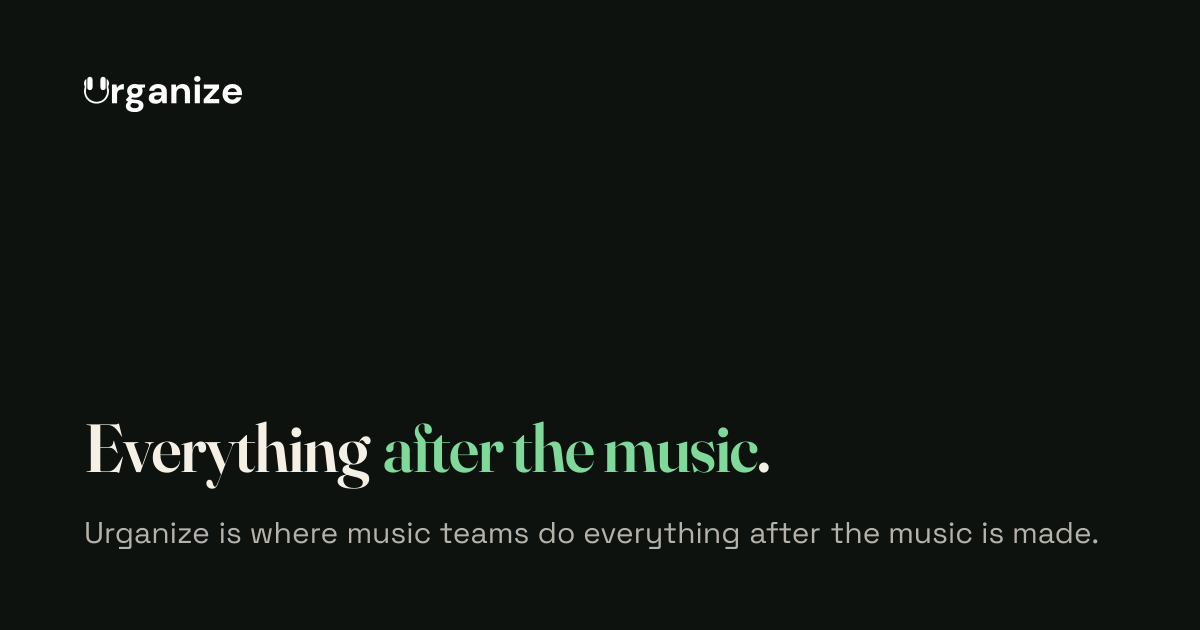 Urganize
Everything after the music.
Urganize is where music teams do everything after the music is made.